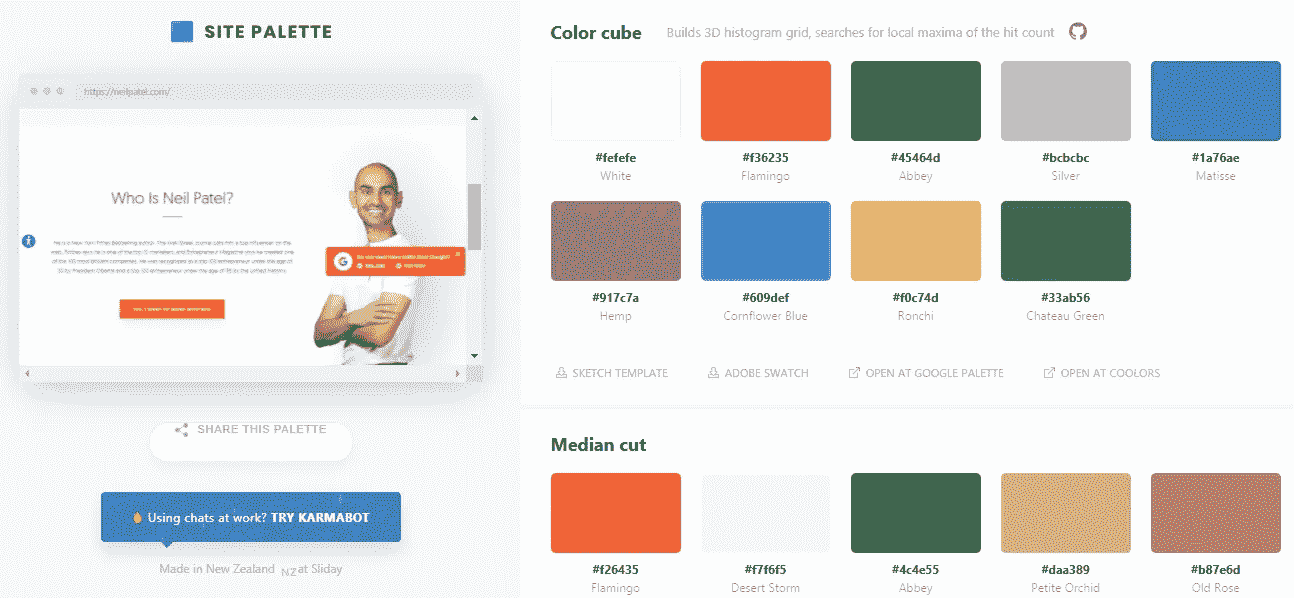 SITE PALETTE
https://neilpatel.com/
Who Is Neil Patel?
SHARE THIS PALETTE
Using chats at work? TRY KARMABOT
Made in New Zealand NZ at Sliday
Color cube Builds 3D histogram grid, searches for local maxima of the hit count
#fefefe #f36235 #45464d #bcbcbc #1a76ae
White Flamingo Abbey Silver Matisse
#917c7a #609def #f0c74d #33ab56
Hemp Cornflower Blue Ronchi Chateau Green
SKETCH TEMPLATE ADOBE SWATCH OPEN AT GOOGLE PALETTE OPEN AT COOLORS
Median cut
#f26435 #f7f6f5 #4c4e55 #daa389 #b87e6d
Flamingo Desert Storm Abbey Petite Orchid Old Rose